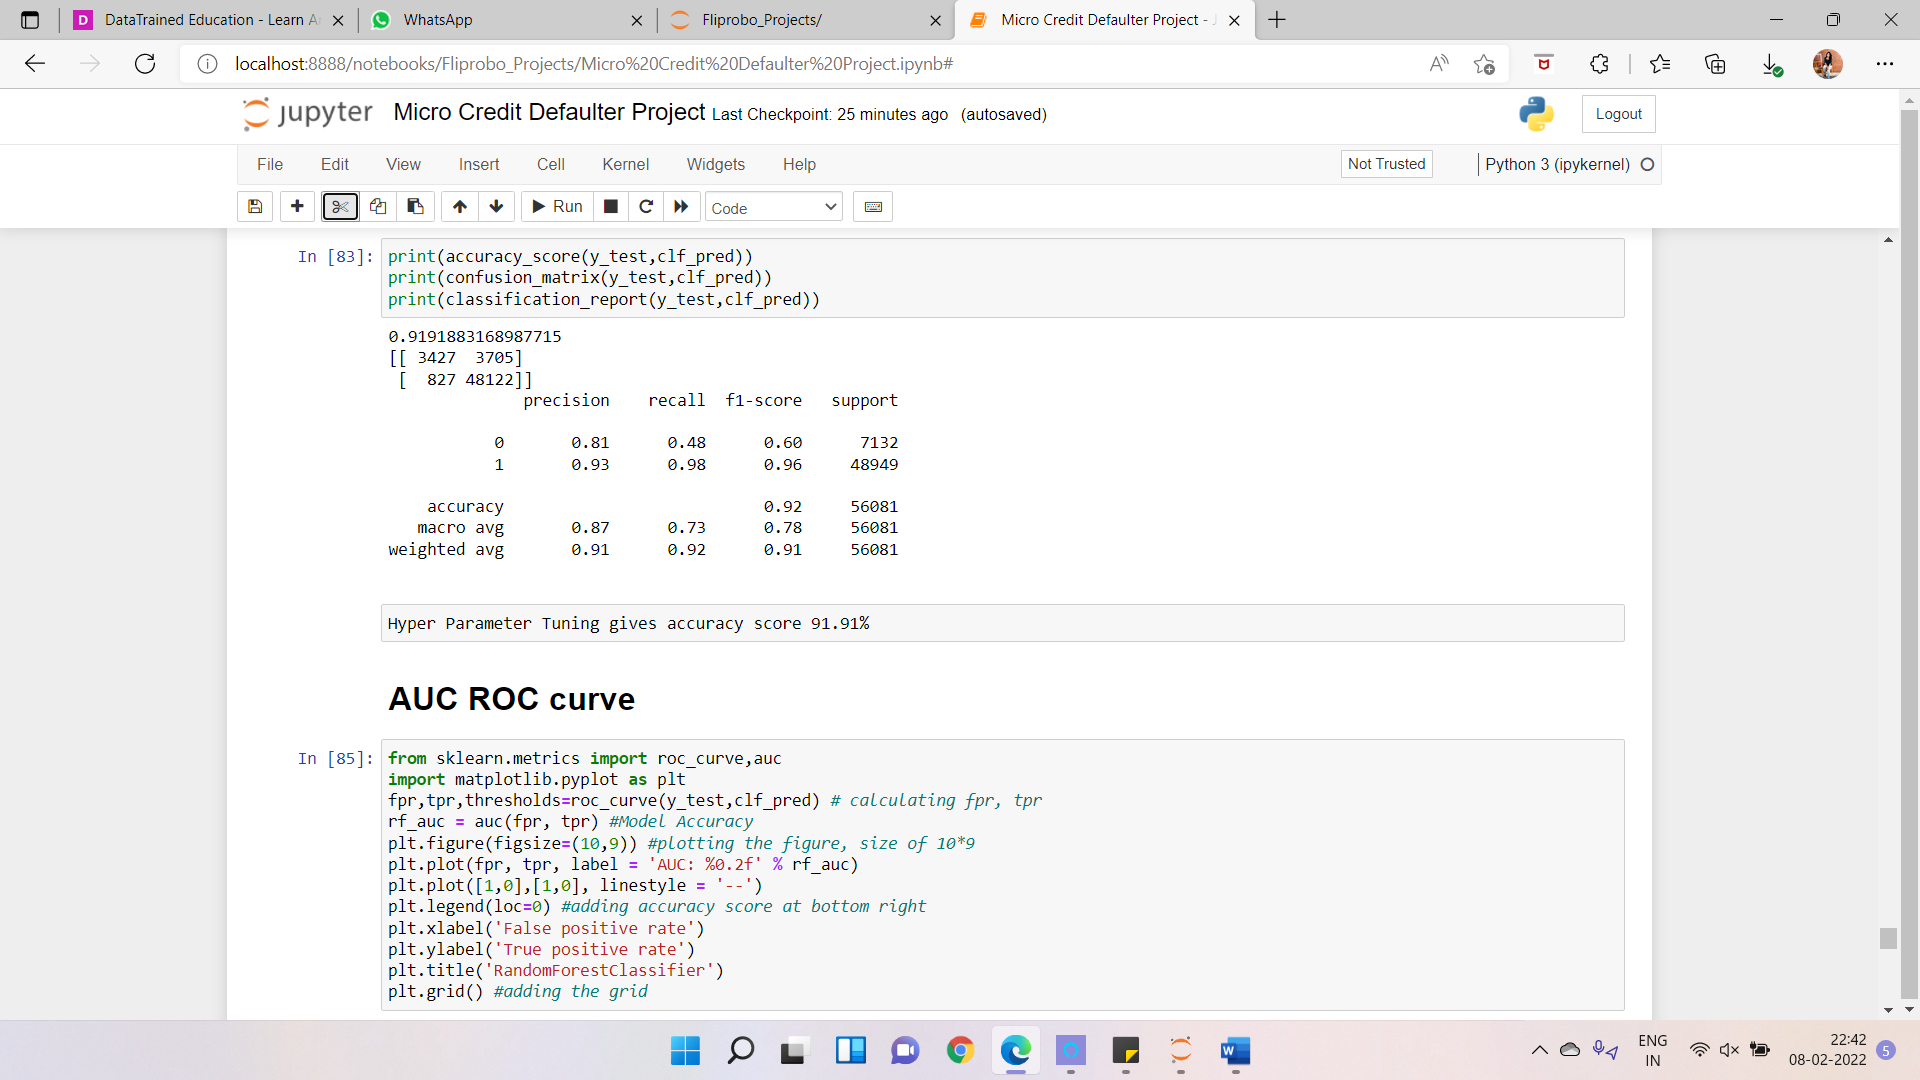 DataTrained Education - Learn A
WhatsApp
Fliprobo_Projects/
Micro Credit Defaulter Project - J
localhost:8888/notebooks/Fliprobo_Projects/Micro%20Credit%20Defaulter%20Project.ipynb#
jupyter Micro Credit Defaulter Project Last Checkpoint: 25 minutes ago (autosaved)
Logout
File Edit View Insert Cell Kernel Widgets Help
Not Trusted
Python 3 (ipykernel)
Run
Code
In [83]: print(accuracy_score(y_test,clf_pred))
print(confusion_matrix(y_test,clf_pred))
print(classification_report(y_test,clf_pred))
0.9191883168987715
[[ 3427  3705]
[  827 48122]]
precision recall f1-score support
0 0.81 0.48 0.60 7132
1 0.93 0.98 0.96 48949
accuracy 0.92 56081
macro avg 0.87 0.73 0.78 56081
weighted avg 0.91 0.92 0.91 56081
Hyper Parameter Tuning gives accuracy score 91.91%
AUC ROC curve
In [85]: from sklearn.metrics import roc_curve,auc
import matplotlib.pyplot as plt
fpr,tpr,thresholds=roc_curve(y_test,clf_pred) # calculating fpr, tpr
rf_auc = auc(fpr, tpr) #Model Accuracy
plt.figure(figsize=(10,9)) #plotting the figure, size of 10*9
plt.plot(fpr, tpr, label = 'AUC: %0.2f' % rf_auc)
plt.plot([1,0],[1,0], linestyle = '--')
plt.legend(loc=0) #adding accuracy score at bottom right
plt.xlabel('False positive rate')
plt.ylabel('True positive rate')
plt.title('RandomForestClassifier')
plt.grid() #adding the grid
ENG
IN
22:42
08-02-2022
5